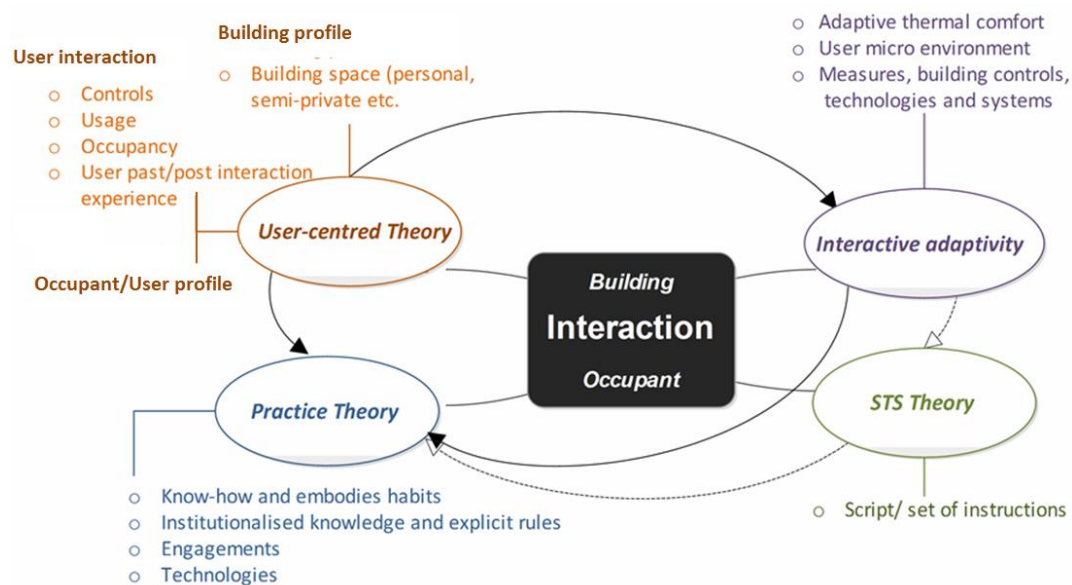 Building profile
Building space (personal,
semi-private etc.
User interaction
Controls
Usage
Occupancy
User past/post interaction
experience
Occupant/User profile
User-centred Theory
Adaptive thermal comfort
User micro environment
Measures, building controls,
technologies and systems
Interactive adaptivity
Building
Interaction
Occupant
Practice Theory
Know-how and embodies habits
Institutionalised knowledge and explicit rules
Engagements
Technologies
STS Theory
Script/ set of instructions